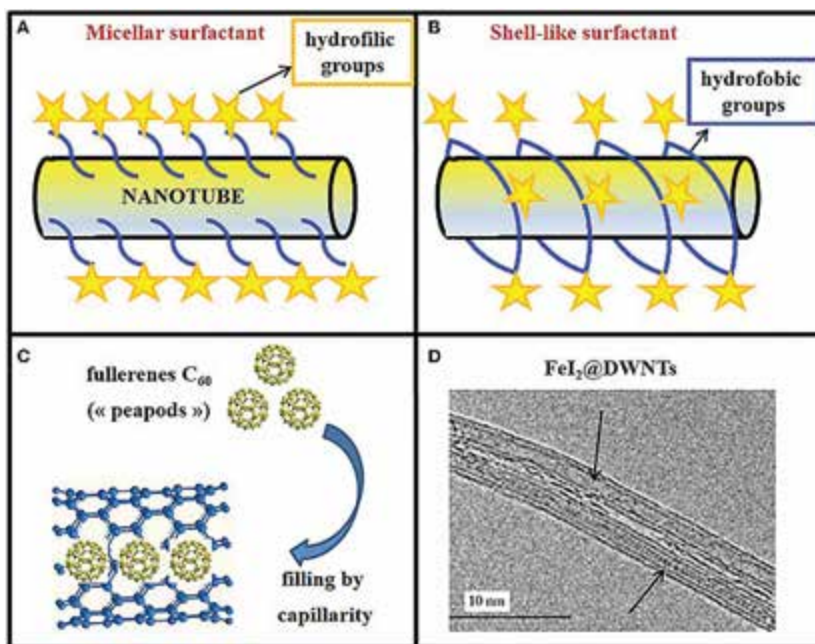 A
Micellar surfactant
hydrofilic
groups
NANOTUBE
B
Shell-like surfactant
hydrofobic
groups
C
fullerenes C₆₀
(« peapods »)
filling by
capillarity
D
FeI₂@DWNTs
10 nm